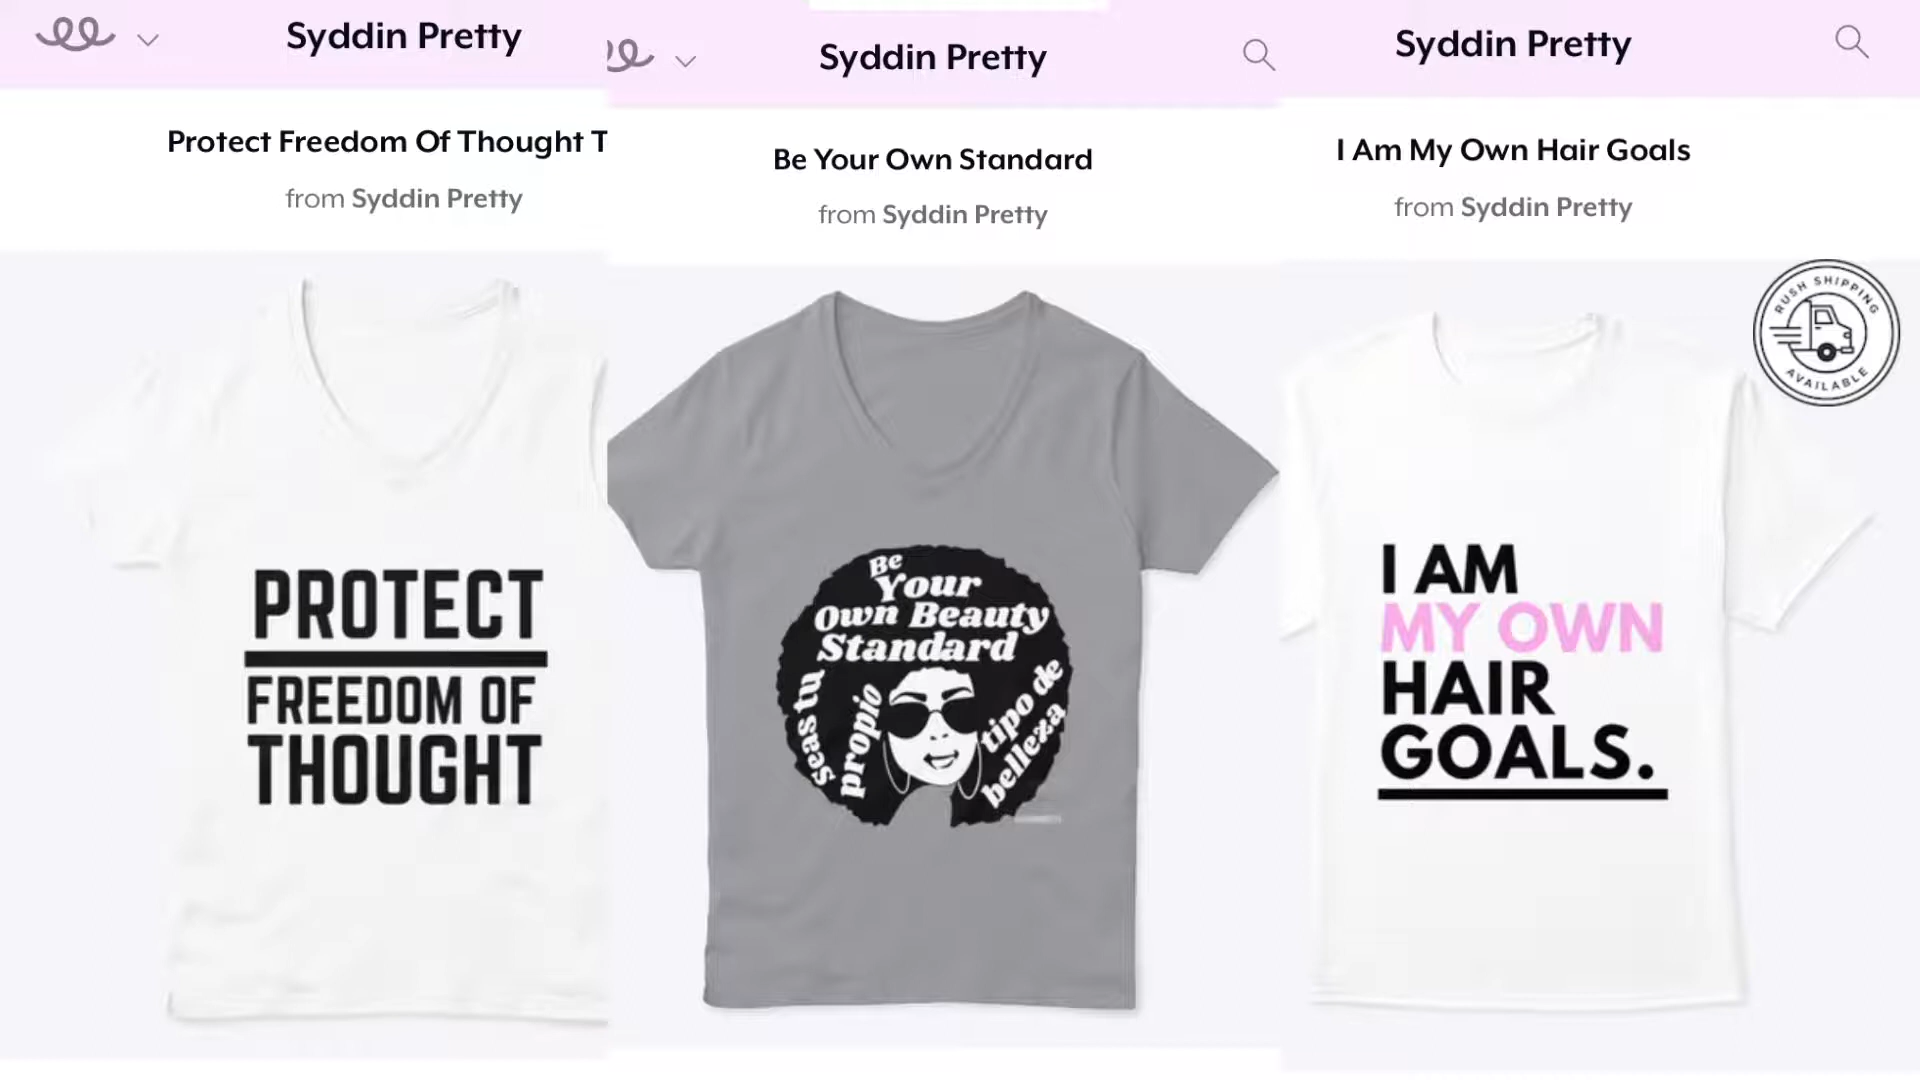 Syddin Pretty
Protect Freedom Of Thought T
from Syddin Pretty
PROTECT
FREEDOM OF
THOUGHT
Syddin Pretty
Be Your Own Standard
from Syddin Pretty
Be
Your
Own Beauty
Standard
seas tu
propio
tipo de
belleza
Syddin Pretty
I Am My Own Hair Goals
from Syddin Pretty
RUSH SHIPPING
AVAILABLE
I AM
MY OWN
HAIR
GOALS.